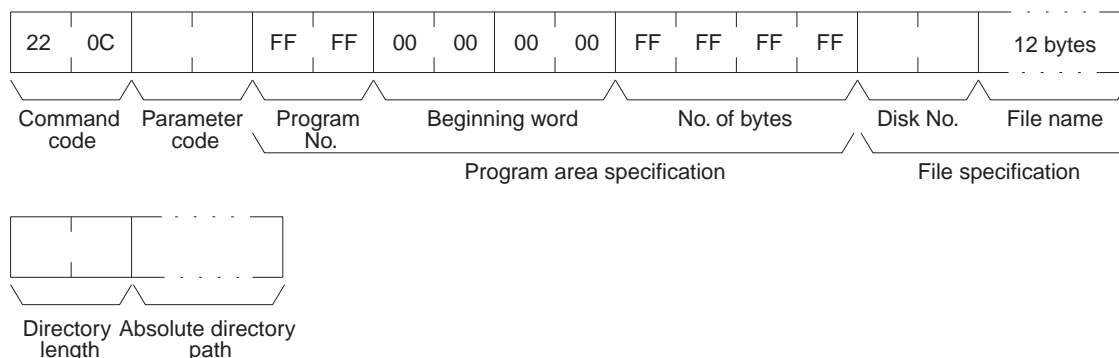 22 0C FF FF 00 00 00 00 FF FF FF FF 12 bytes
Command code
Parameter code
Program No.
Beginning word
No. of bytes
Disk No.
File name
Program area specification
File specification
Directory length
Absolute directory path